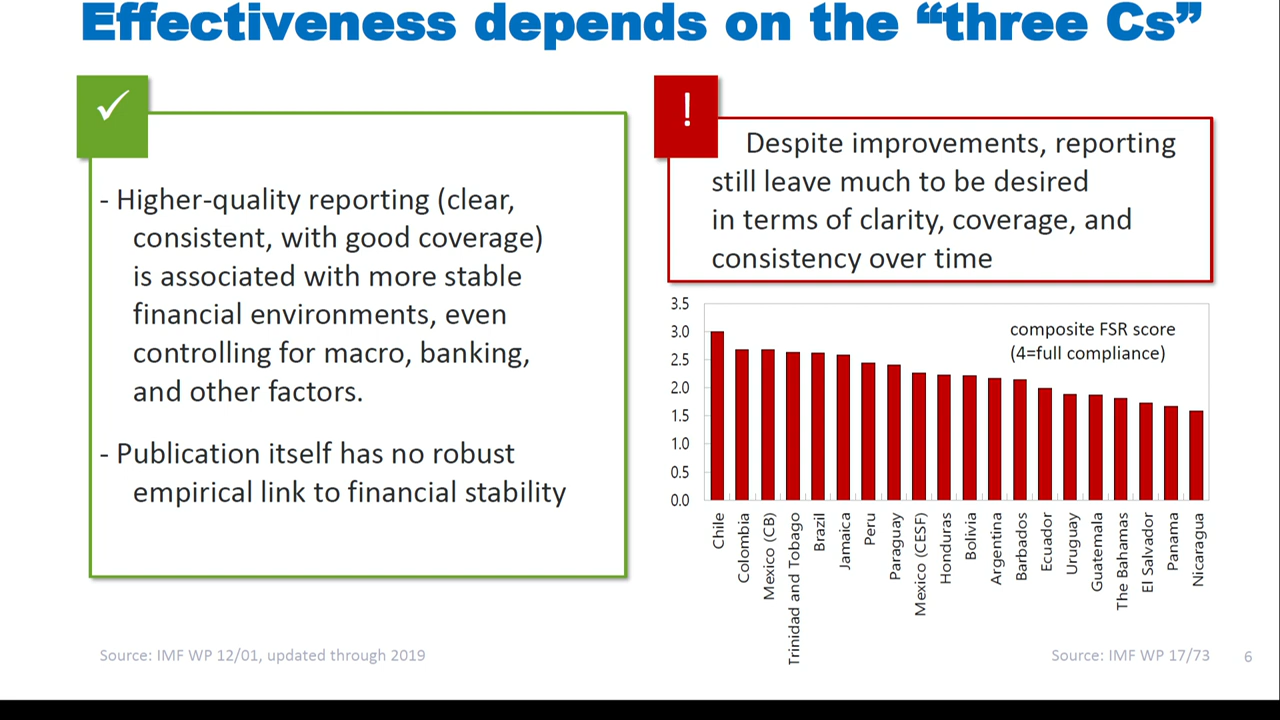 Effectiveness depends on the “three Cs”
✓
- Higher-quality reporting (clear,
consistent, with good coverage)
is associated with more stable
financial environments, even
controlling for macro, banking,
and other factors.
- Publication itself has no robust
empirical link to financial stability
!
Despite improvements, reporting
still leave much to be desired
in terms of clarity, coverage, and
consistency over time
composite FSR score
(4=full compliance)
3.5
3.0
2.5
2.0
1.5
1.0
0.5
0.0
Chile
Colombia
Mexico (CB)
Trinidad and Tobago
Brazil
Jamaica
Peru
Paraguay
Mexico (CESF)
Honduras
Bolivia
Argentina
Barbados
Ecuador
Uruguay
Guatemala
The Bahamas
El Salvador
Panama
Nicaragua
Source: IMF WP 12/01, updated through 2019
Source: IMF WP 17/73
6